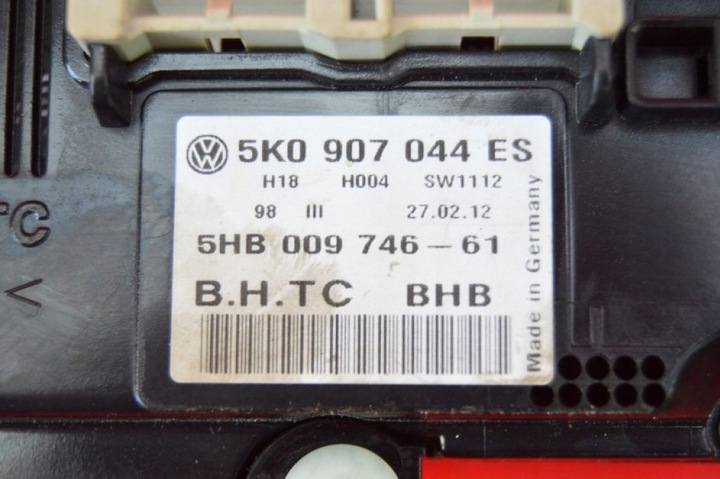 5K0 907 044 ES
H18 H004 SW1112
98 III 27.02.12
5HB 009 746 - 61
B.H.TC BHB
Made in Germany
TC
<